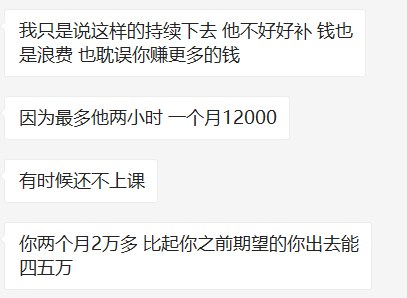 我只是说这样的持续下去 他不好好补 钱也
是浪费 也耽误你赚更多的钱
因为最多他两小时 一个月12000
有时候还不上课
你两个月2万多 比起你之前期望的你出去能
四五万